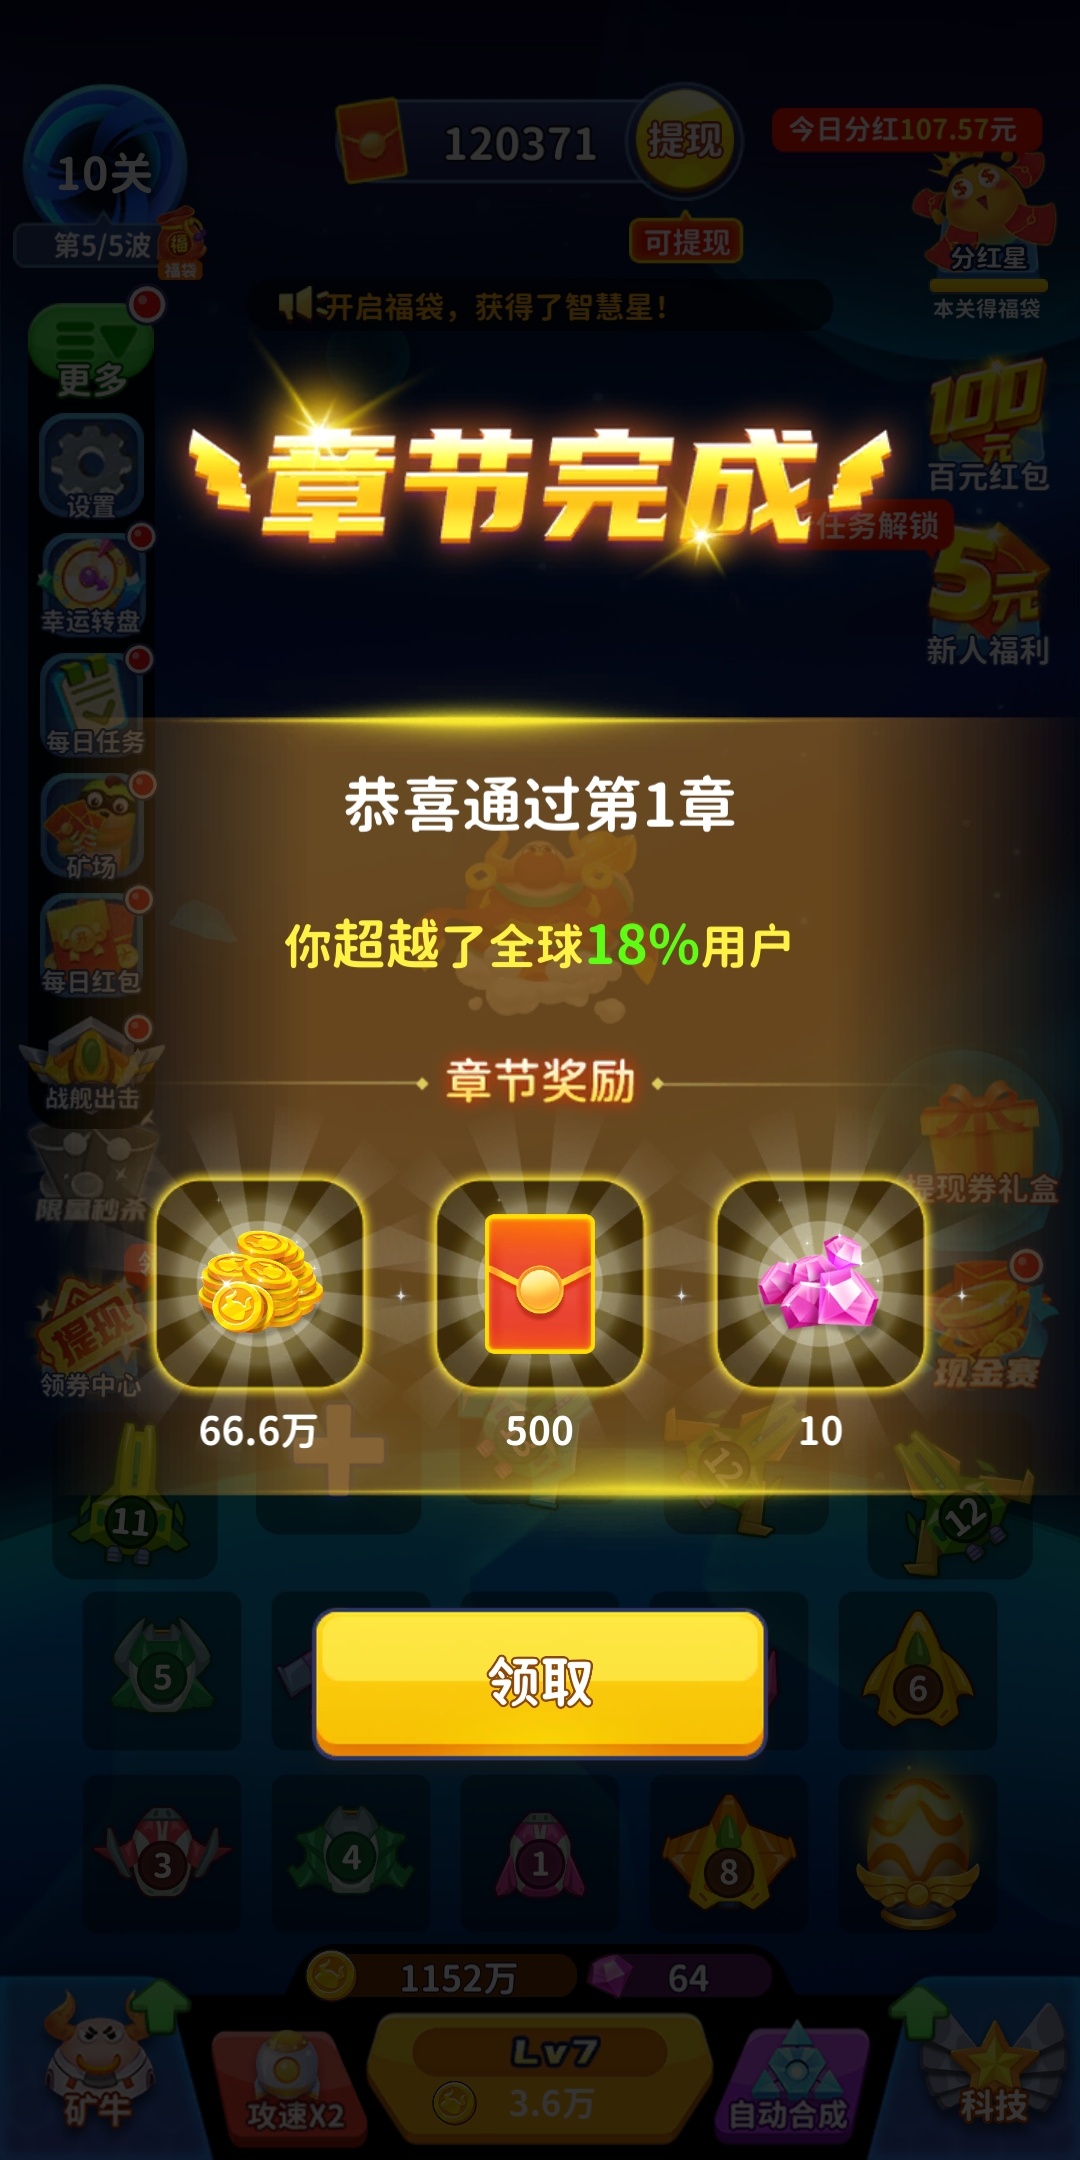 10关
120371
提现
今日分红107.57元
第5/5波
福
福袋
可提现
分红星
本关得福袋
开启福袋，获得了智慧星！
更多
100
元
百元红包
章节完成
设置
任务解锁
5元
新人福利
幸运转盘
每日任务
恭喜通过第1章
矿场
你超越了全球18%用户
每日红包
章节奖励
战舰出击
限量秒杀
提现券礼盒
提现
领券中心
现金赛
66.6万
500
10
11
12
12
5
领取
6
3
4
1
8
1152万
64
矿牛
攻速X2
Lv7
3.6万
自动合成
科技